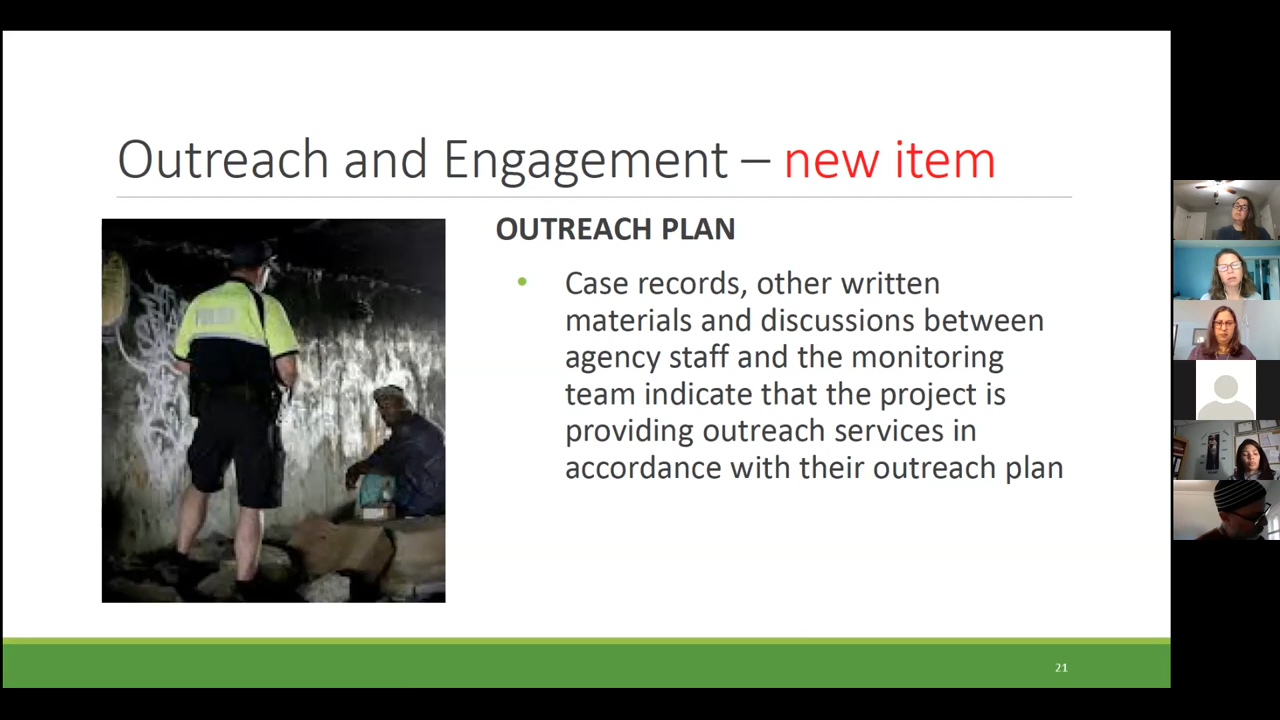 Outreach and Engagement – new item
OUTREACH PLAN
• Case records, other written
materials and discussions between
agency staff and the monitoring
team indicate that the project is
providing outreach services in
accordance with their outreach plan
21